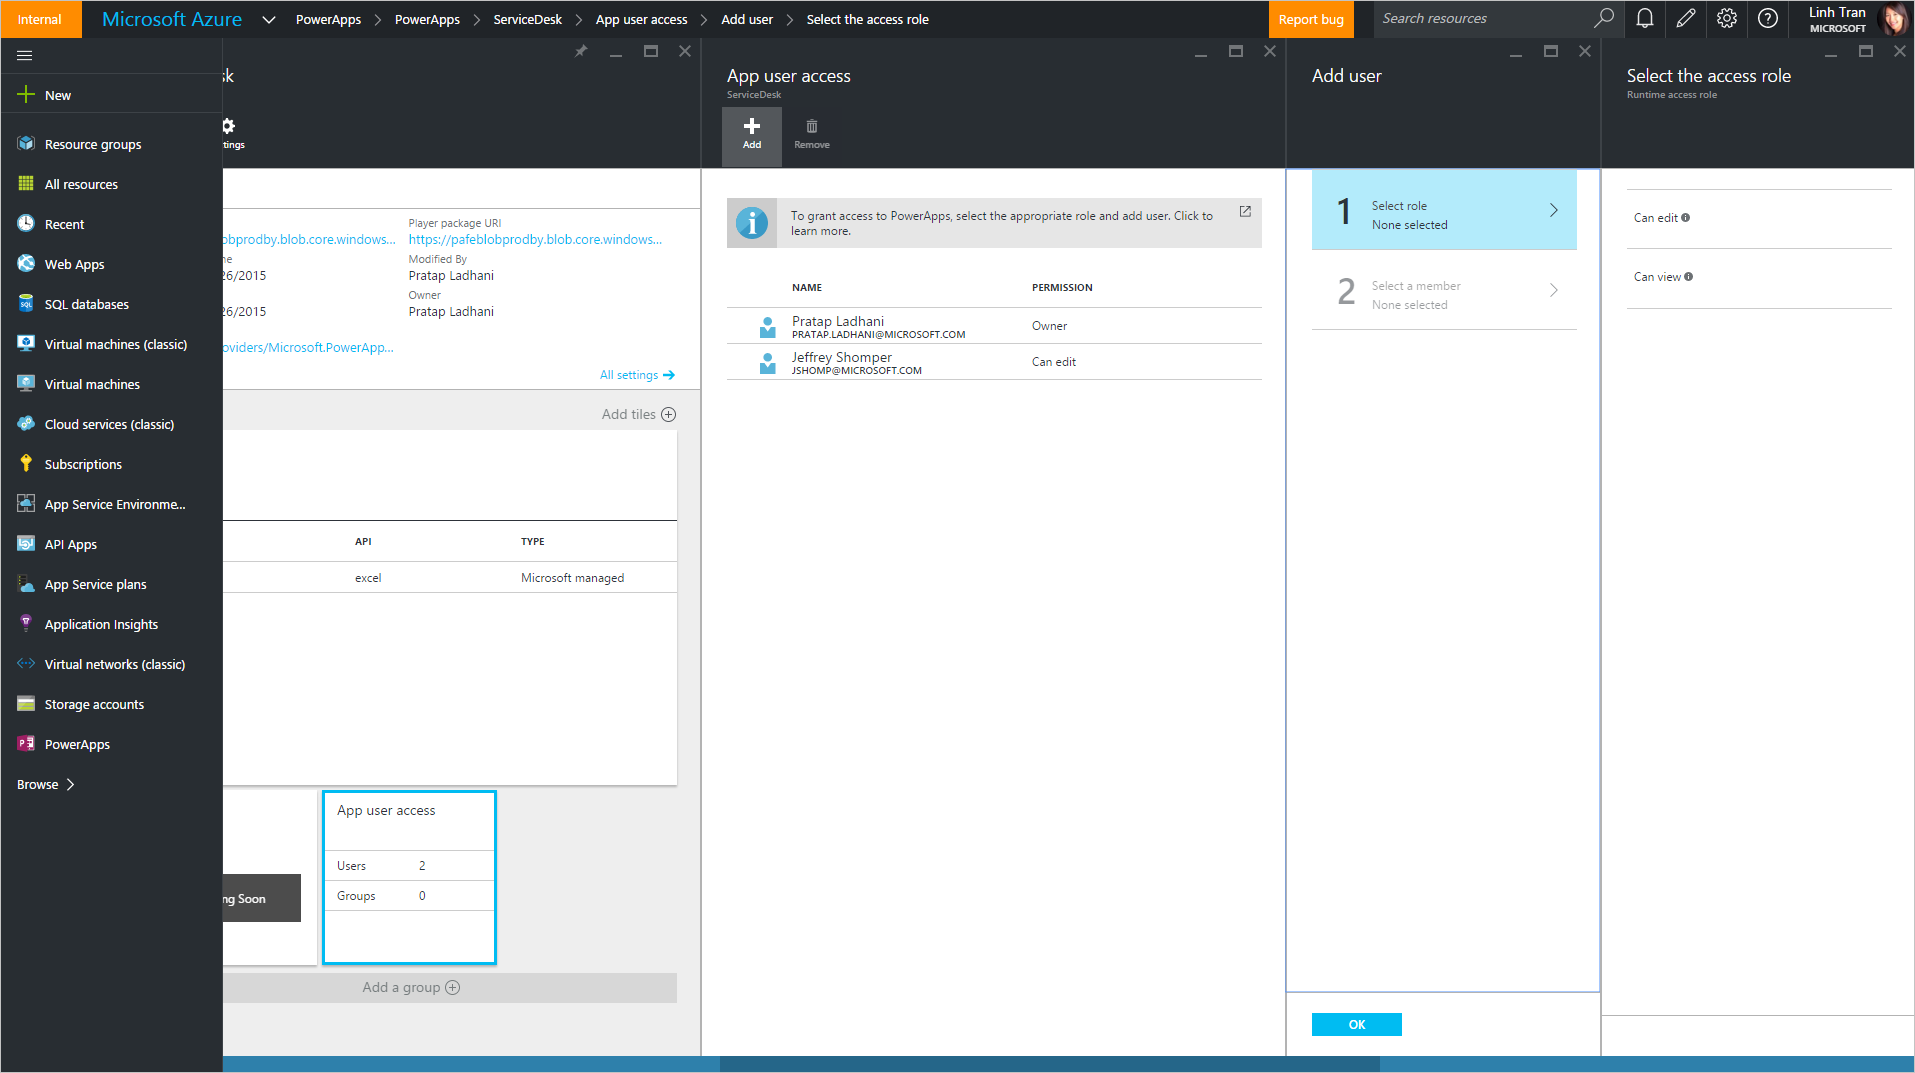 Internal
Microsoft Azure
PowerApps
PowerApps
ServiceDesk
App user access
Add user
Select the access role
Report bug
Search resources
Linh Tran
MICROSOFT
New
Resource groups
All resources
Recent
Web Apps
SQL databases
Virtual machines (classic)
Virtual machines
Cloud services (classic)
Subscriptions
App Service Environme...
API Apps
App Service plans
Application Insights
Virtual networks (classic)
Storage accounts
PowerApps
Browse
sk
tings
Player package URI
obprodby.blob.core.windows...
https://pafeblobprodby.blob.core.windows...
me
Modified By
26/2015
Pratap Ladhani
Owner
26/2015
Pratap Ladhani
oviders/Microsoft.PowerApp...
All settings
Add tiles
API
TYPE
excel
Microsoft managed
ng Soon
App user access
Users 2
Groups 0
Add a group
App user access
ServiceDesk
Add
Remove
To grant access to PowerApps, select the appropriate role and add user. Click to
learn more.
NAME
PERMISSION
Pratap Ladhani
PRATAP.LADHANI@MICROSOFT.COM
Owner
Jeffrey Shomper
JSHOMP@MICROSOFT.COM
Can edit
Add user
1
Select role
None selected
2
Select a member
None selected
OK
Select the access role
Runtime access role
Can edit
Can view